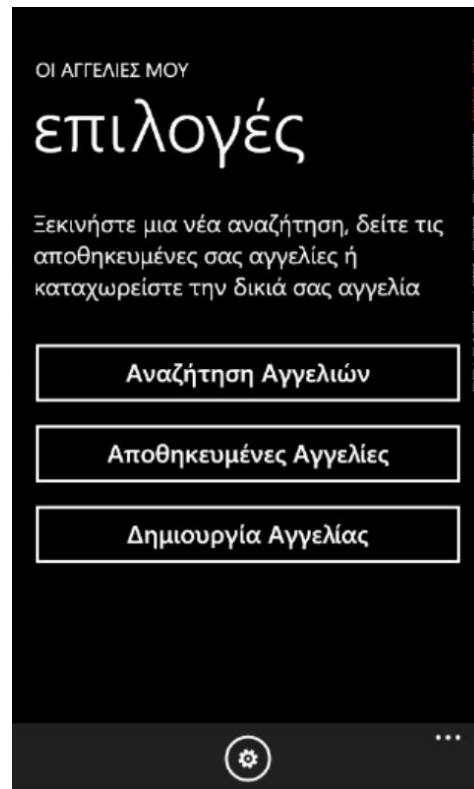 ΟΙ ΑΓΓΕΛΙΕΣ ΜΟΥ
επιλογές
Ξεκινήστε μια νέα αναζήτηση, δείτε τις
αποθηκευμένες σας αγγελίες ή
καταχωρείστε την δικιά σας αγγελία
Αναζήτηση Αγγελιών
Αποθηκευμένες Αγγελίες
Δημιουργία Αγγελίας